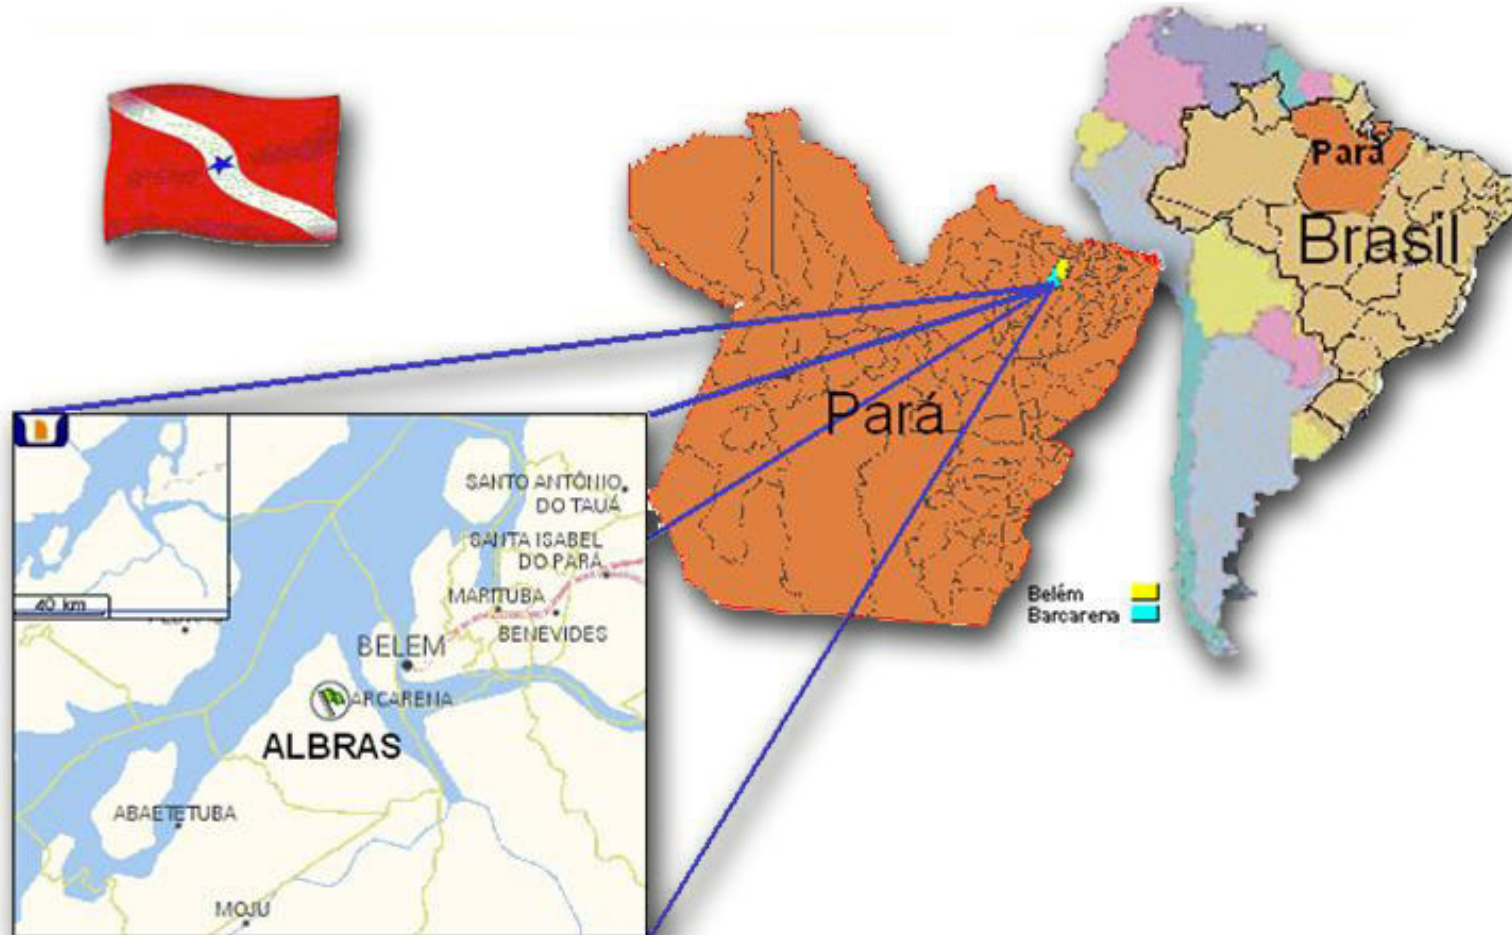 Pará
Brasil
Pará
Belém
Barcarena
SANTO ANTÔNIO
DO TAUÁ
SANTA ISABEL
DO PARÁ
MARITUBA
BENEVIDES
BELEM
ARCARENA
ALBRAS
ABAETETUBA
MOJU
40 km